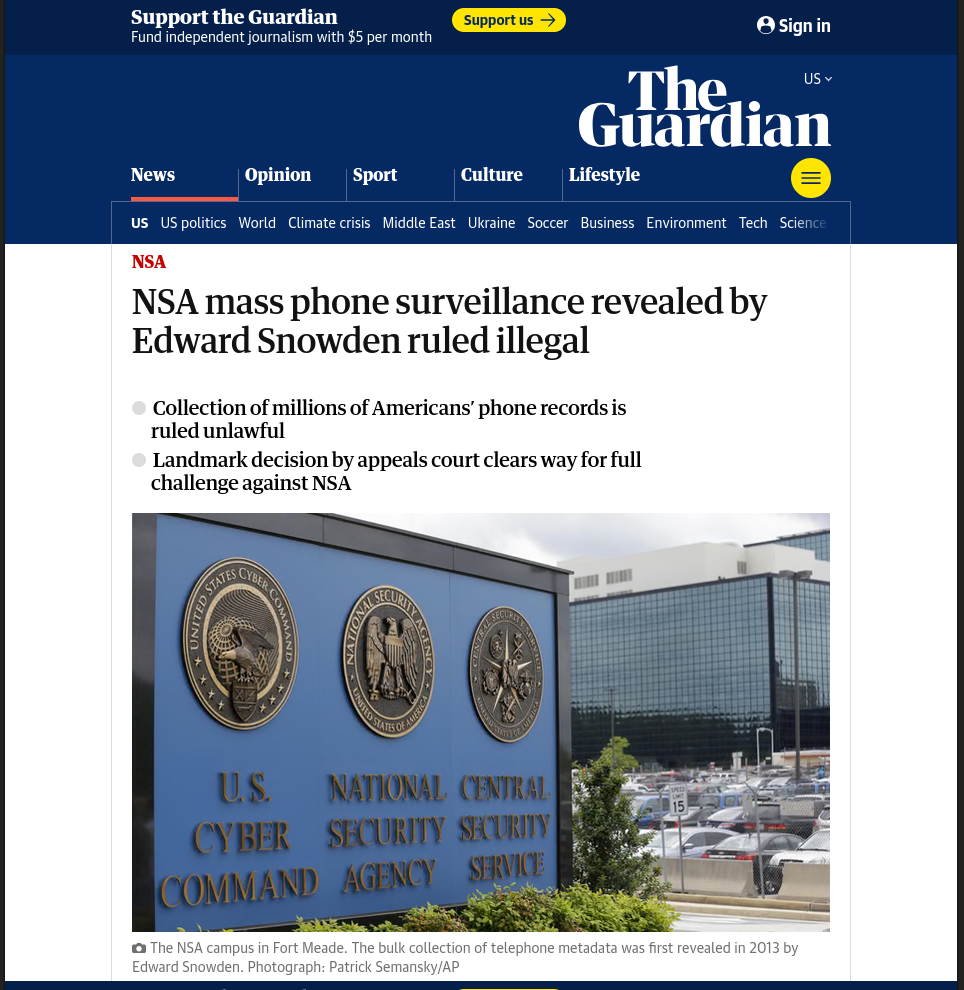 Support the Guardian
Fund independent journalism with $5 per month
Support us
Sign in
US
The
Guardian
News
Opinion
Sport
Culture
Lifestyle
US US politics World Climate crisis Middle East Ukraine Soccer Business Environment Tech Science
NSA
NSA mass phone surveillance revealed by
Edward Snowden ruled illegal
Collection of millions of Americans’ phone records is
ruled unlawful
Landmark decision by appeals court clears way for full
challenge against NSA
UNITED STATES CYBER COMMAND
NATIONAL SECURITY AGENCY
UNITED STATES OF AMERICA
CENTRAL SECURITY SERVICE
UNITED STATES OF AMERICA
U.S.
CYBER
COMMAND
NATIONAL
SECURITY
AGENCY
CENTRAL
SECURITY
SERVICE
SPEED
LIMIT
15
The NSA campus in Fort Meade. The bulk collection of telephone metadata was first revealed in 2013 by
Edward Snowden. Photograph: Patrick Semansky/AP